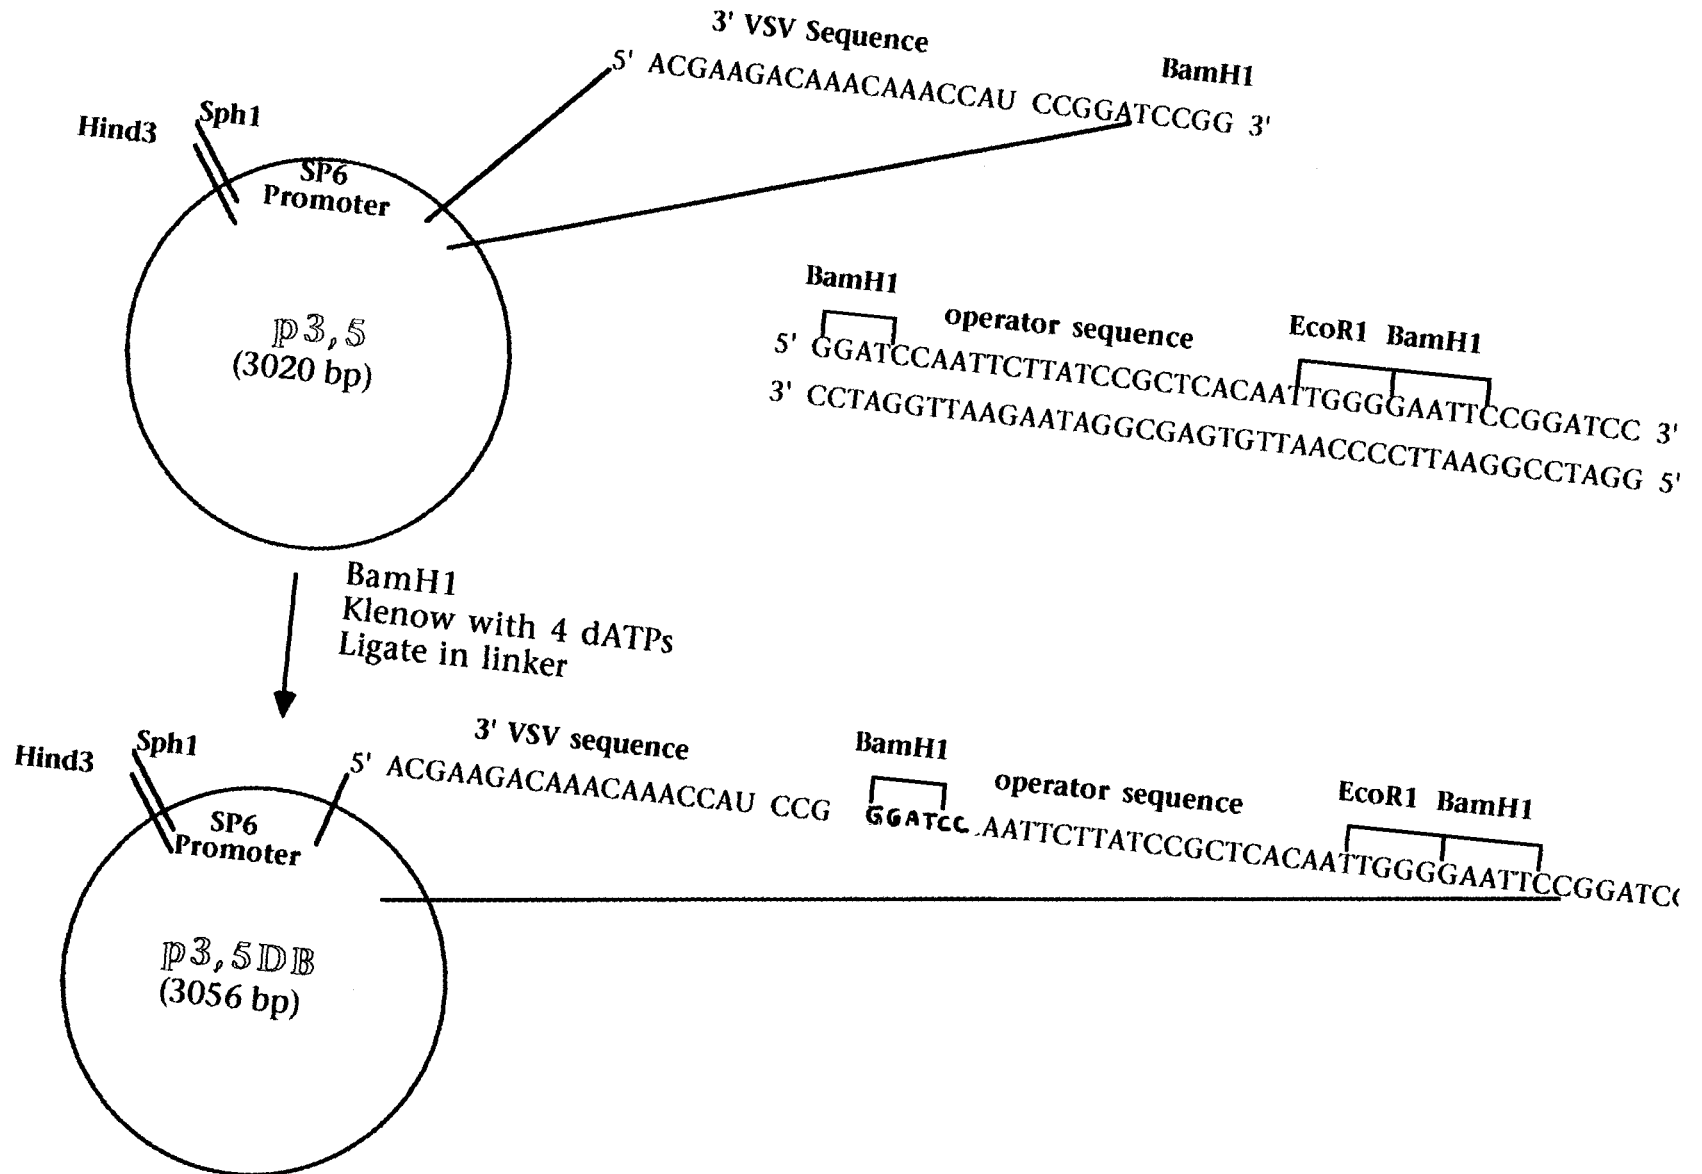 3' VSV Sequence
5' ACGAAGACAAACAAACCAU CCGGATCCGG 3'
BamH1
Sph1
Hind3
SP6
Promoter
p3,5
(3020 bp)
BamH1
operator sequence
EcoR1 BamH1
5' GGATCCAATTCTTATCCGCTCACAATTGGGGAATTCCGGATCC 3'
3' CCTAGGTTAAGAATAGGCGAGTGTTAACCCCTTAAGGCCTAGG 5'
BamH1
Klenow with 4 dATPs
Ligate in linker
3' VSV sequence
BamH1
operator sequence
EcoR1 BamH1
Sph1
Hind3
5' ACGAAGACAAACAAACCAU CCG GGATCC AATTCTTATCCGCTCACAATTGGGGAATTCCGGATCC
SP6
Promoter
p3,5DB
(3056 bp)